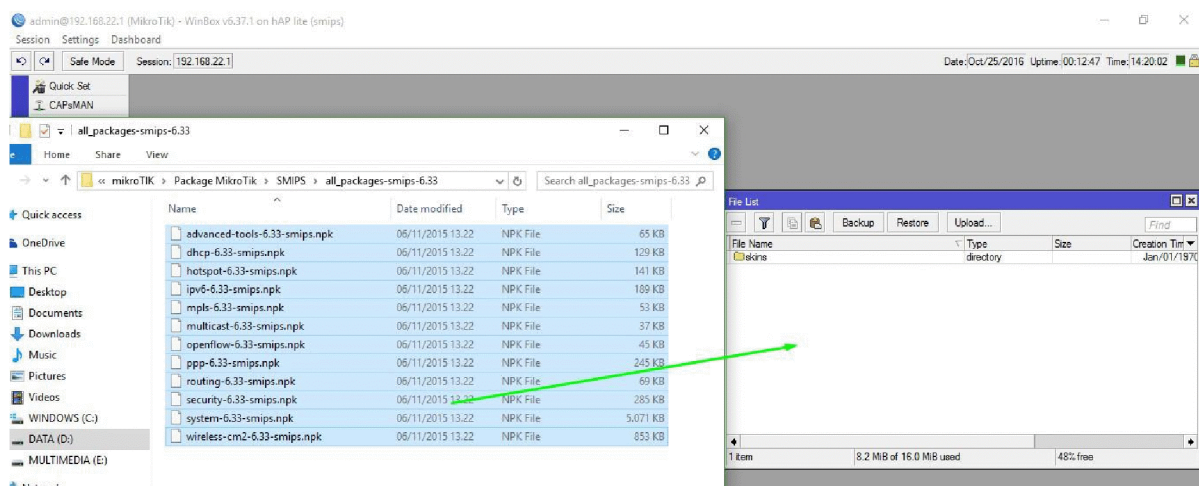 admin@192.168.22.1 (MikroTik) - WinBox v6.37.1 on hAP lite (smips)
Session Settings Dashboard
Safe Mode Session: 192.168.22.1 Date: Oct/25/2016 Uptime: 00:12:47 Time: 14:20:02
Quick Set
CAPsMAN
all_packages-smips-6.33
Home Share View
« mikroTIK > Package MikroTik > SMIPS > all_packages-smips-6.33 Search all_packages-smips-6.33
Name Date modified Type Size
Quick access
OneDrive
This PC
Desktop
Documents
Downloads
Music
Pictures
Videos
WINDOWS (C:)
DATA (D:)
MULTIMEDIA (E:)
advanced-tools-6.33-smips.npk 06/11/2015 13.22 NPK File 65 KB
dhcp-6.33-smips.npk 06/11/2015 13.22 NPK File 129 KB
hotspot-6.33-smips.npk 06/11/2015 13.22 NPK File 141 KB
ipv6-6.33-smips.npk 06/11/2015 13.22 NPK File 189 KB
mpls-6.33-smips.npk 06/11/2015 13.22 NPK File 53 KB
multicast-6.33-smips.npk 06/11/2015 13.22 NPK File 37 KB
openflow-6.33-smips.npk 06/11/2015 13.22 NPK File 45 KB
ppp-6.33-smips.npk 06/11/2015 13.22 NPK File 245 KB
routing-6.33-smips.npk 06/11/2015 13.22 NPK File 69 KB
security-6.33-smips.npk 06/11/2015 13.22 NPK File 285 KB
system-6.33-smips.npk 06/11/2015 13.22 NPK File 5.071 KB
wireless-cm2-6.33-smips.npk 06/11/2015 13.22 NPK File 853 KB
File List
Backup Restore Upload... Find
File Name Type Size Creation Tim
skins directory Jan/01/1970
1 item 8.2 MiB of 16.0 MiB used 48% free